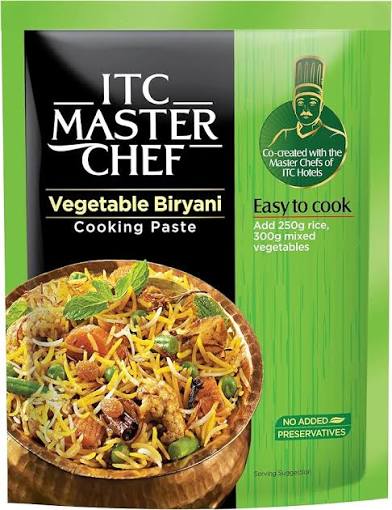 ITC
MASTER
CHEF
Vegetable Biryani
Cooking Paste
Co-created with the
Master Chefs of
ITC Hotels
Easy to cook
Add 250g rice,
300g mixed
vegetables
NO ADDED
PRESERVATIVES
Serving Suggestion